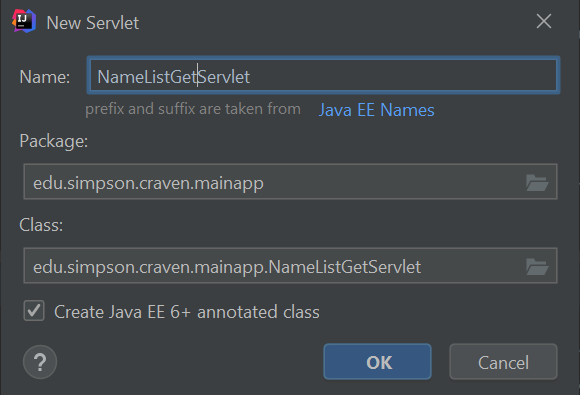 New Servlet
Name: NameListGetServlet
prefix and suffix are taken from Java EE Names
Package:
edu.simpson.craven.mainapp
Class:
edu.simpson.craven.mainapp.NameListGetServlet
Create Java EE 6+ annotated class
? OK Cancel